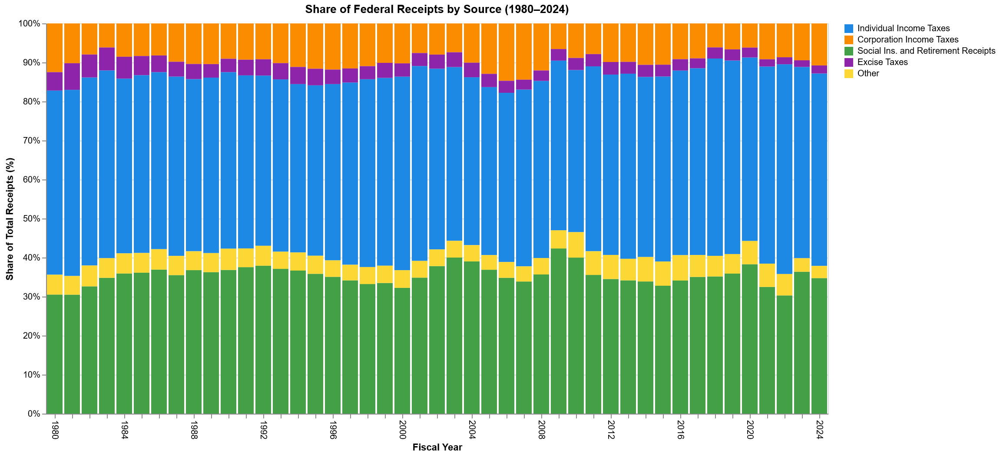 Share of Federal Receipts by Source (1980–2024)
100%
90%
80%
70%
60%
50%
40%
30%
20%
10%
0%
Share of Total Receipts (%)
1980
1984
1988
1992
1996
2000
2004
2008
2012
2016
2020
2024
Fiscal Year
Individual Income Taxes
Corporation Income Taxes
Social Ins. and Retirement Receipts
Excise Taxes
Other